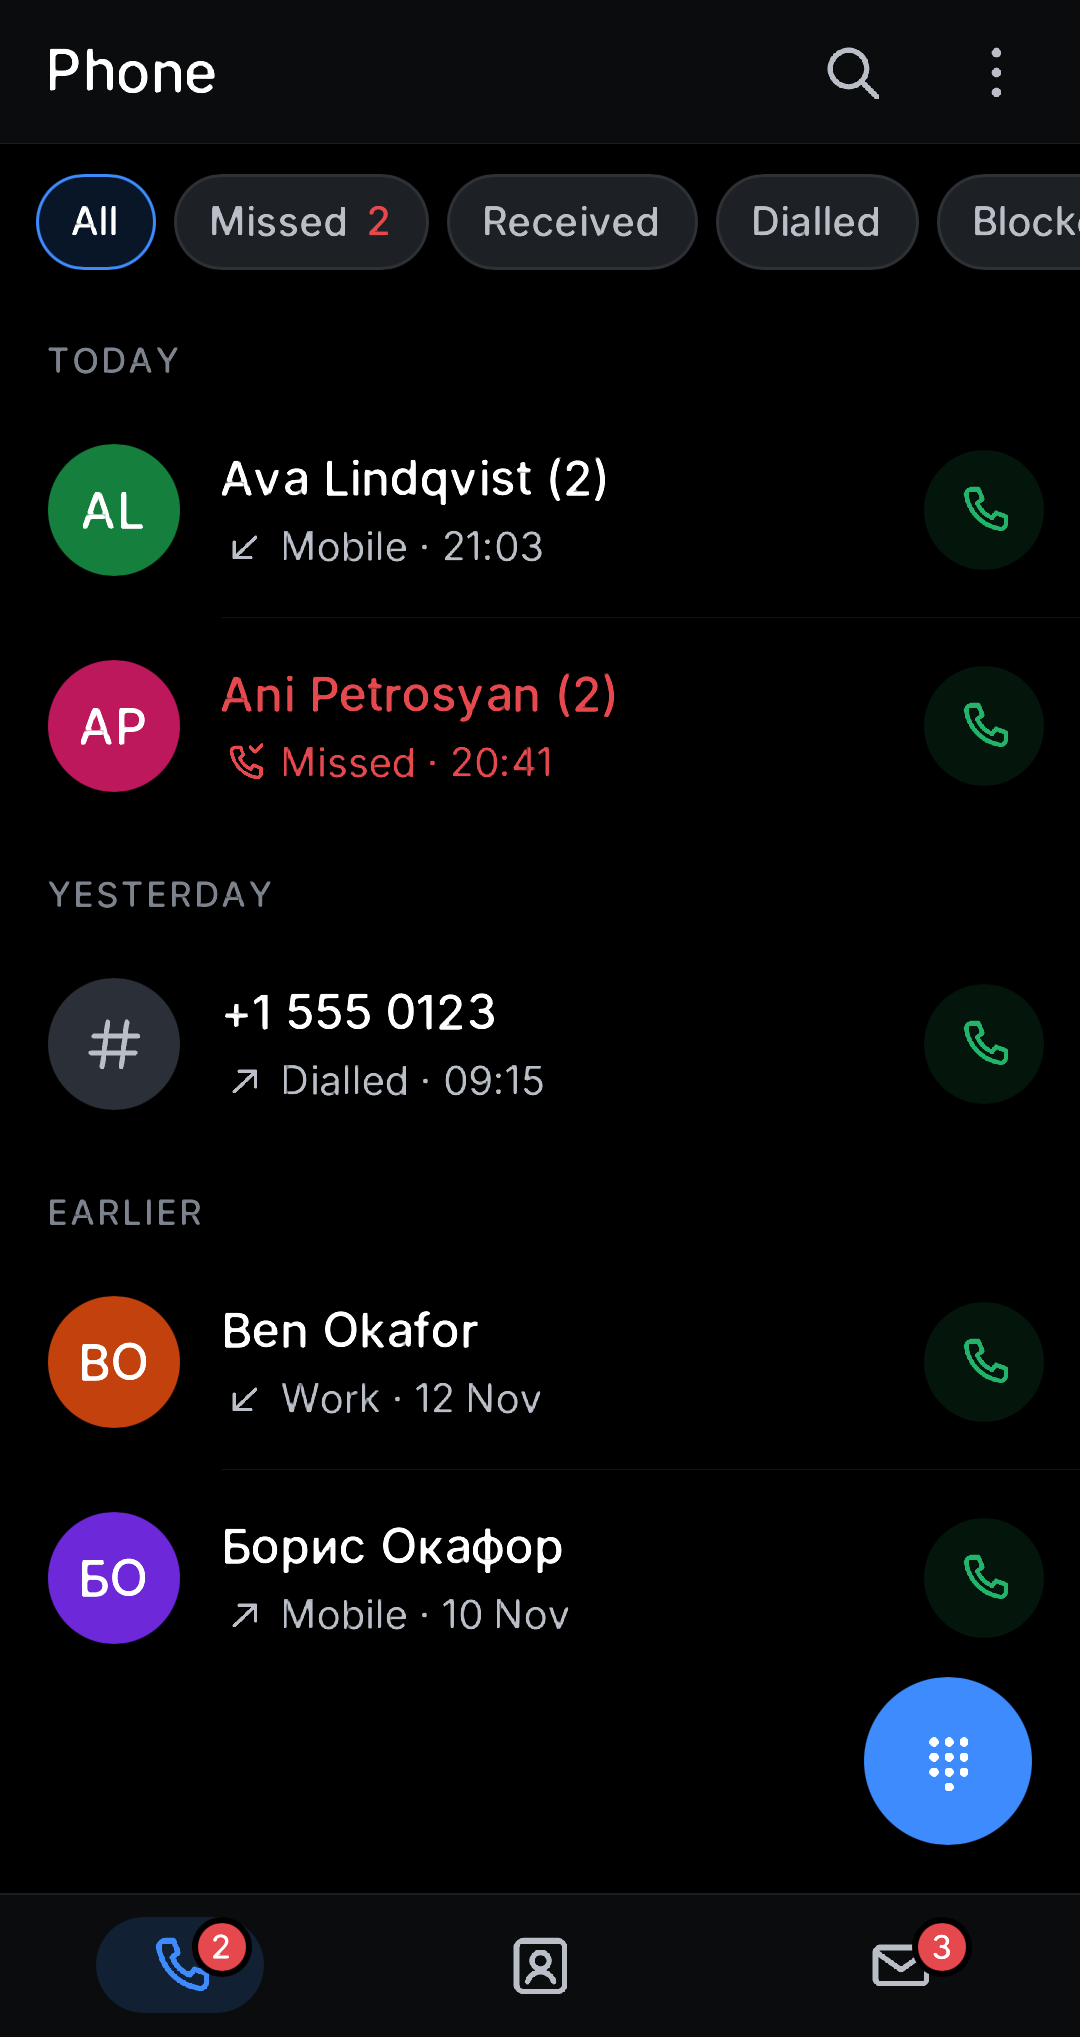 Phone
All
Missed 2
Received
Dialled
TODAY
AL
Ava Lindqvist (2)
Mobile · 21:03
AP
Ani Petrosyan (2)
Missed · 20:41
YESTERDAY
#
+1 555 0123
Dialled · 09:15
EARLIER
BO
Ben Okafor
Work · 12 Nov
БО
Борис Окафор
Mobile · 10 Nov
2
3